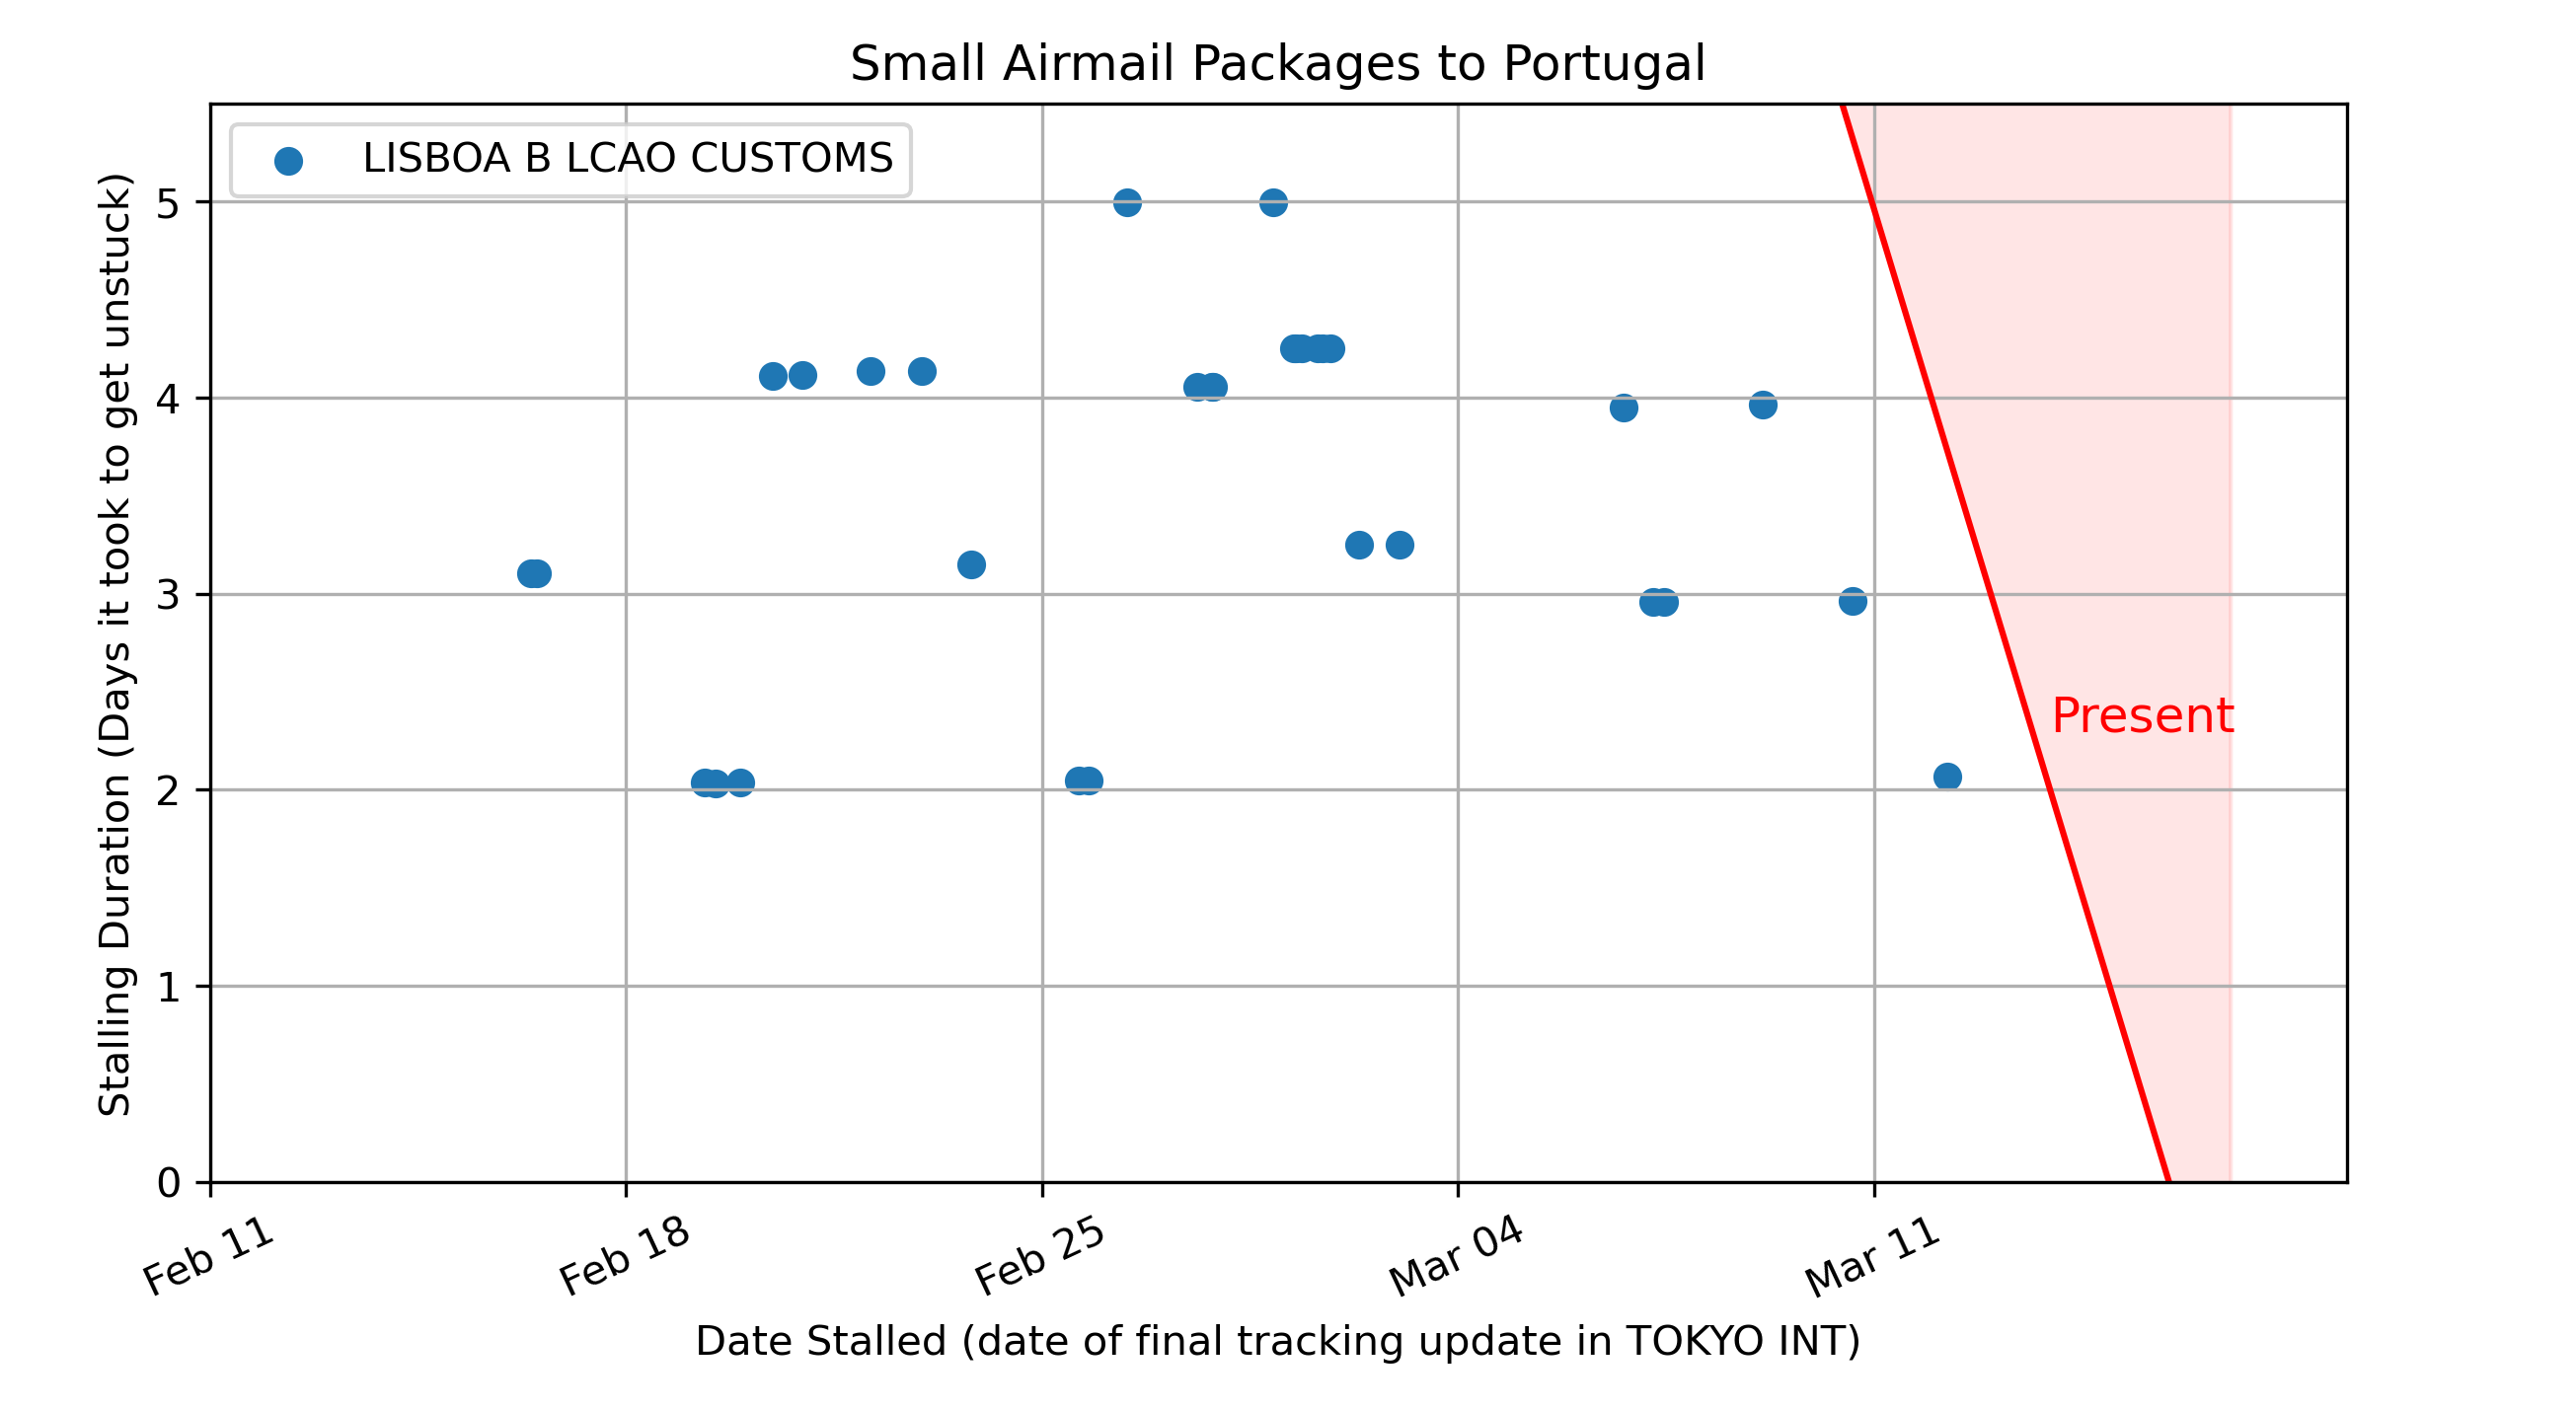 Small Airmail Packages to Portugal
LISBOA B LCAO CUSTOMS
Stalling Duration (Days it took to get unstuck)
5
4
3
2
1
0
Present
Feb 11
Feb 18
Feb 25
Mar 04
Mar 11
Date Stalled (date of final tracking update in TOKYO INT)